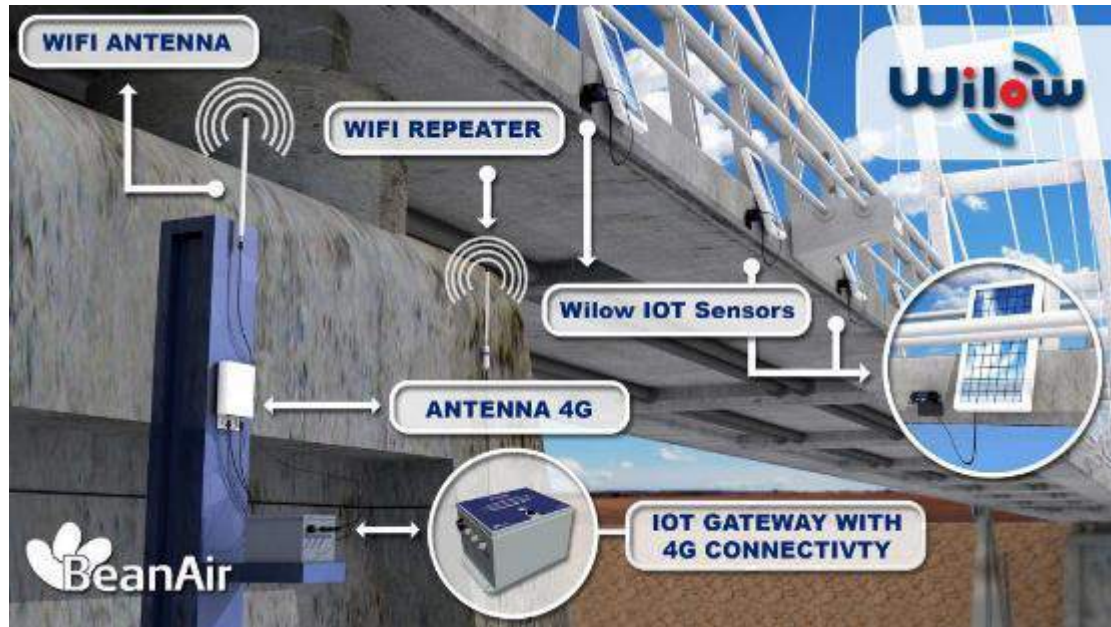 WIFI ANTENNA
Wilow
WIFI REPEATER
Wilow IOT Sensors
ANTENNA 4G
IOT GATEWAY WITH
4G CONNECTIVTY
BeanAir